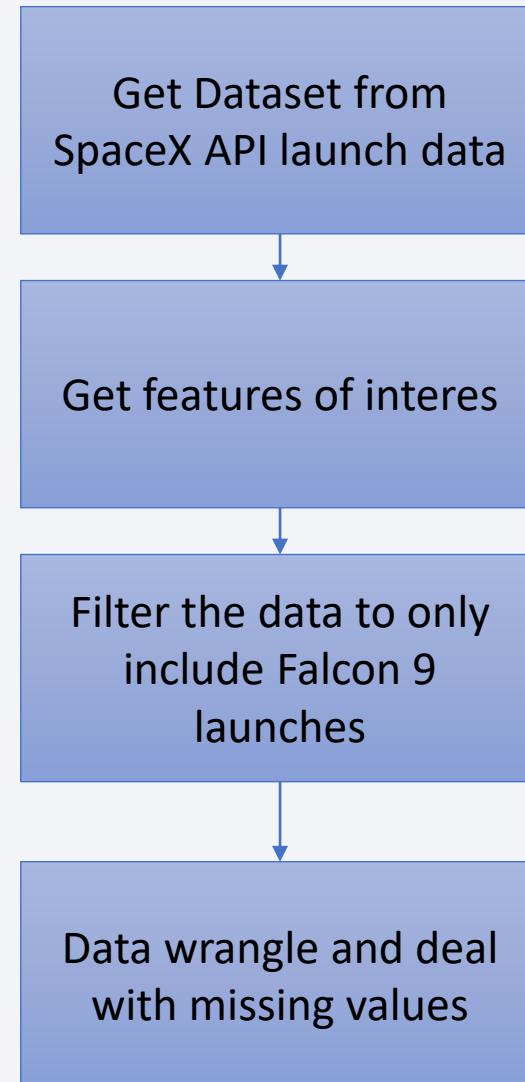 Get Dataset from
SpaceX API launch data
Get features of interes
Filter the data to only
include Falcon 9
launches
Data wrangle and deal
with missing values